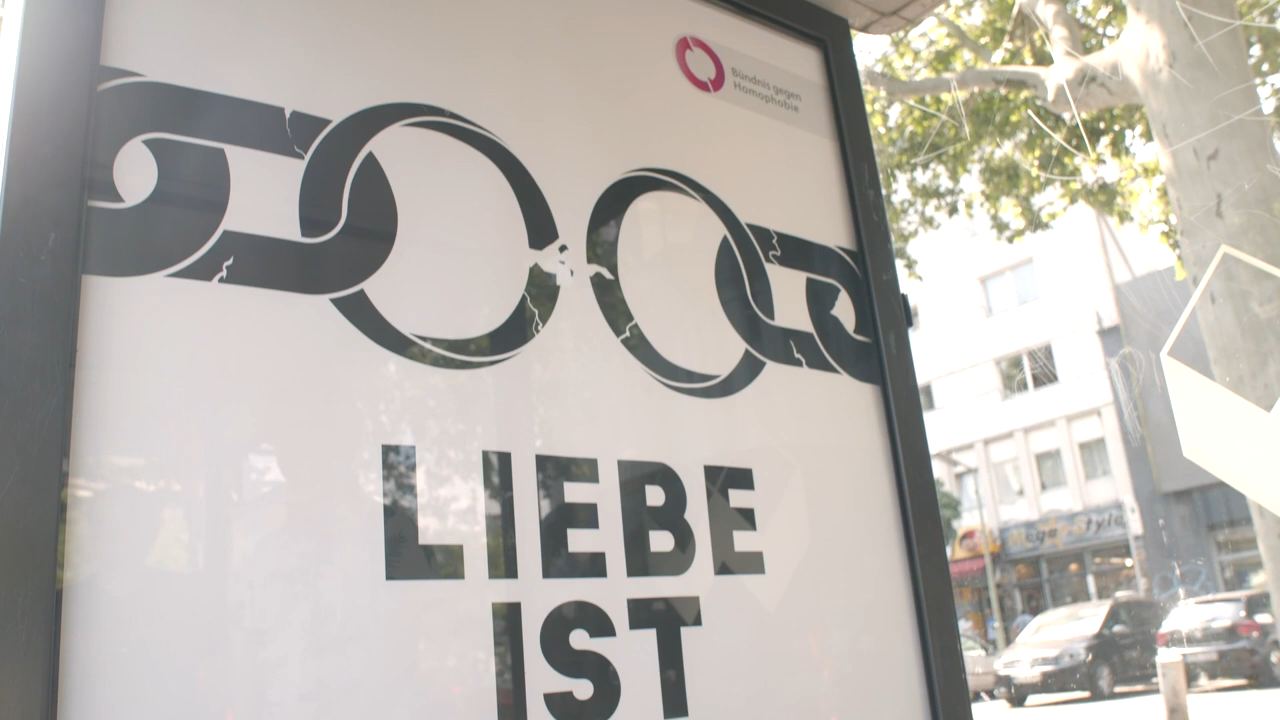 Bündnis gegen
Homophobie
LIEBE
IST
Mega Style